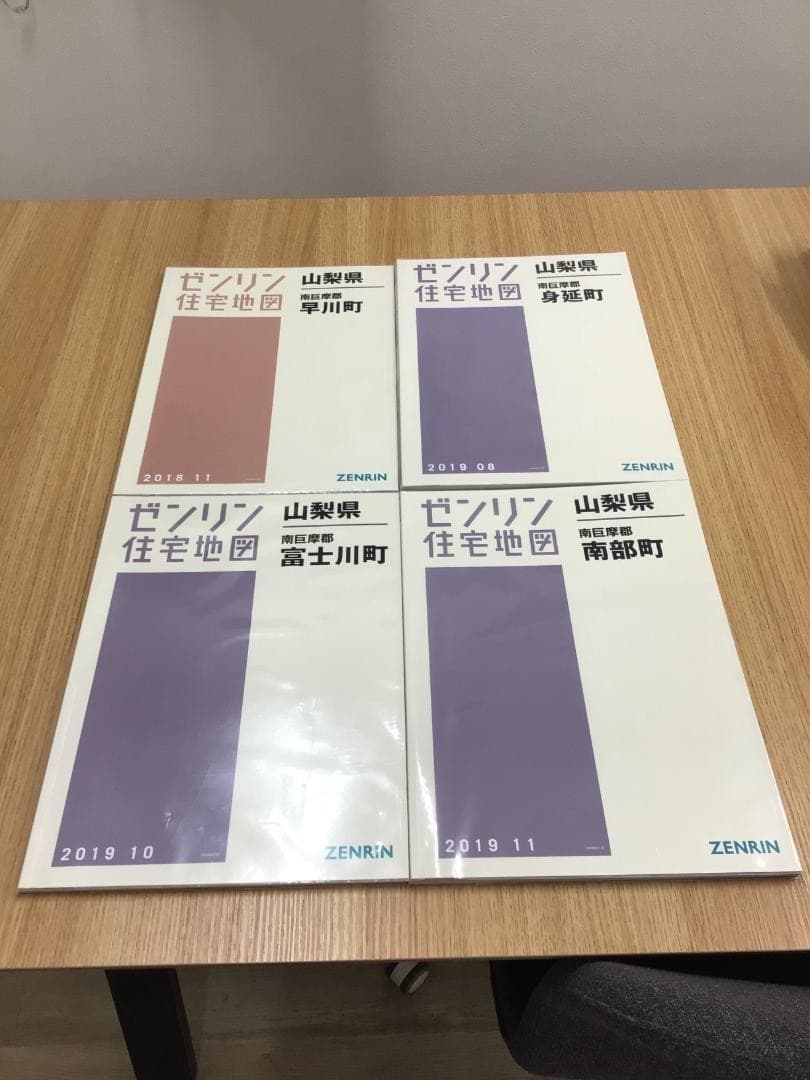 ゼンリン
住宅地図
山梨県
南巨摩郡
早川町
2018 11
ZENRIN
ゼンリン
住宅地図
山梨県
南巨摩郡
身延町
2019 08
ZENRIN
ゼンリン
住宅地図
山梨県
南巨摩郡
富士川町
2019 10
ZENRIN
ゼンリン
住宅地図
山梨県
南巨摩郡
南部町
2019 11
ZENRIN